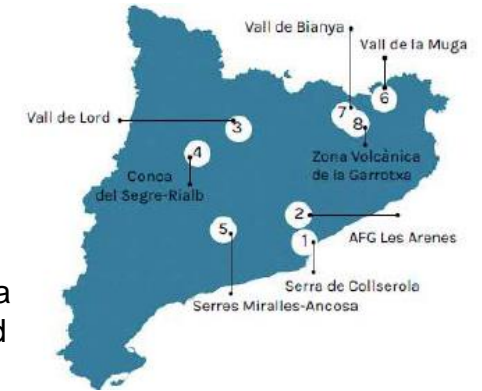 Vall de Bianya
Vall de la Muga
6
7
8
Vall de Lord
3
4
Zona Volcànica
de la Garrotxa
Conca
del Segre-Rialb
2
5
1
AFG Les Arenes
Serra de Collserola
a
Serres Miralles-Ancosa
d